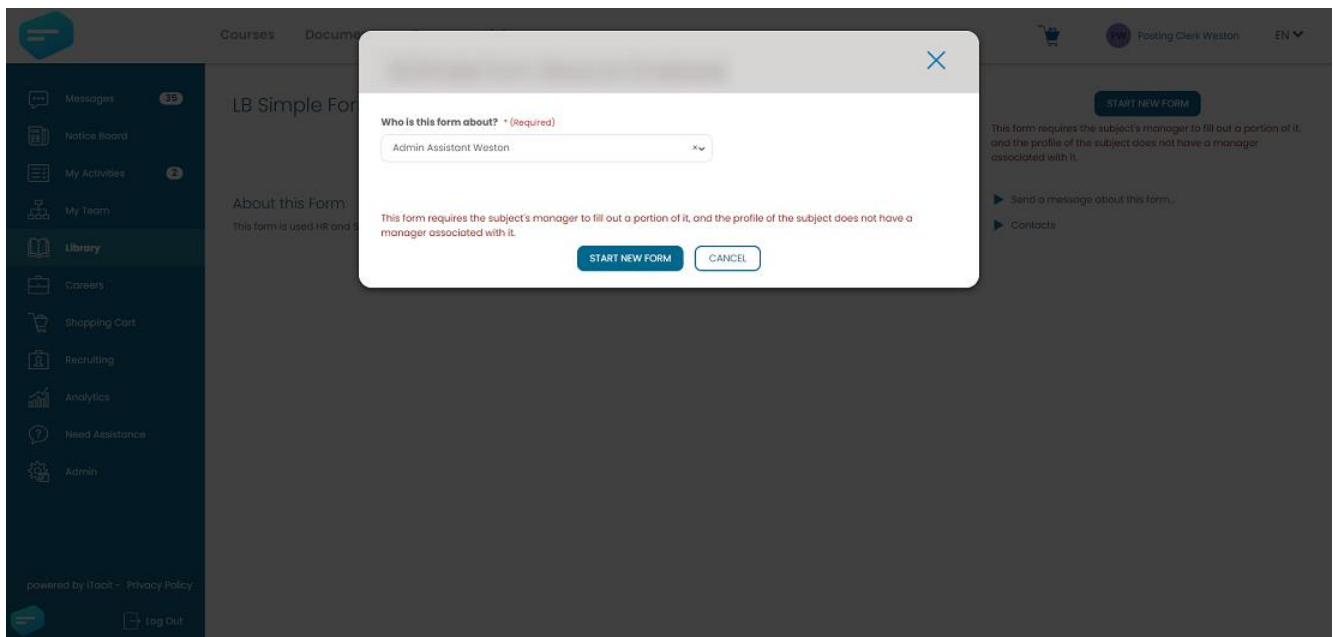 Courses Docume
PW Posting Clerk Weston EN
Messages 35
Notice Board
My Activities 2
My Team
Library
Careers
Shopping Cart
Recruiting
Analytics
Need Assistance
Admin
powered by iTacit - Privacy Policy
Log Out
LB Simple For
About this Form
This form is used HR and S
Who is this form about? * (Required)
Admin Assistant Weston ×
This form requires the subject's manager to fill out a portion of it, and the profile of the subject does not have a
manager associated with it.
START NEW FORM CANCEL
START NEW FORM
This form requires the subject's manager to fill out a portion of it,
and the profile of the subject does not have a manager
associated with it.
Send a message about this form...
Contacts